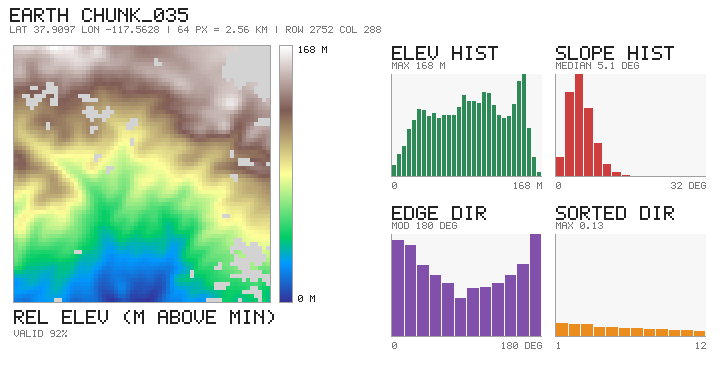 EARTH CHUNK_035
LAT 37.9097 LON -117.5628 | 64 PX = 2.56 KM | ROW 2752 COL 288
168 M
0 M
REL ELEV (M ABOVE MIN)
VALID 92%
ELEV HIST
MAX 168 M
0 168 M
SLOPE HIST
MEDIAN 5.1 DEG
0 32 DEG
EDGE DIR
MOD 180 DEG
0 180 DEG
SORTED DIR
MAX 0.13
1 12